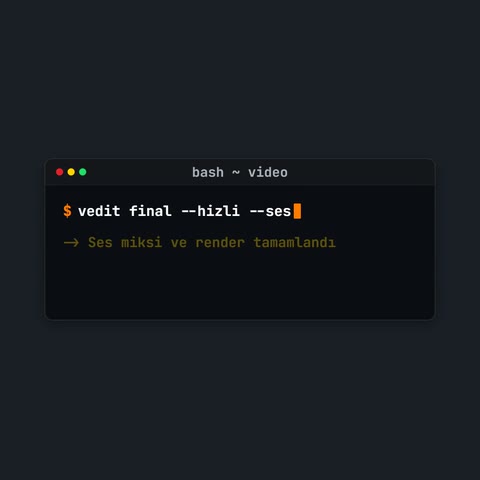 bash ~ video
$ vedit final --hizli --ses
—> Ses miksi ve render tamamlandı